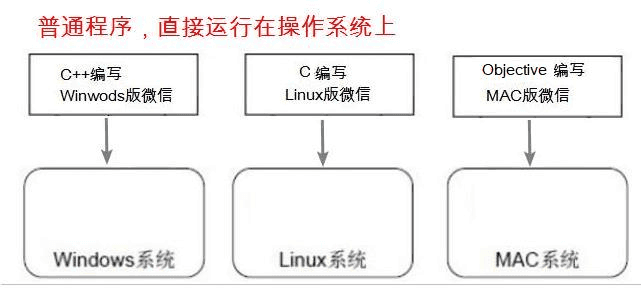 普通程序，直接运行在操作系统上
C++编写
Winwods版微信
C 编写
Linux版微信
Objective 编写
MAC版微信
Windows系统
Linux系统
MAC系统